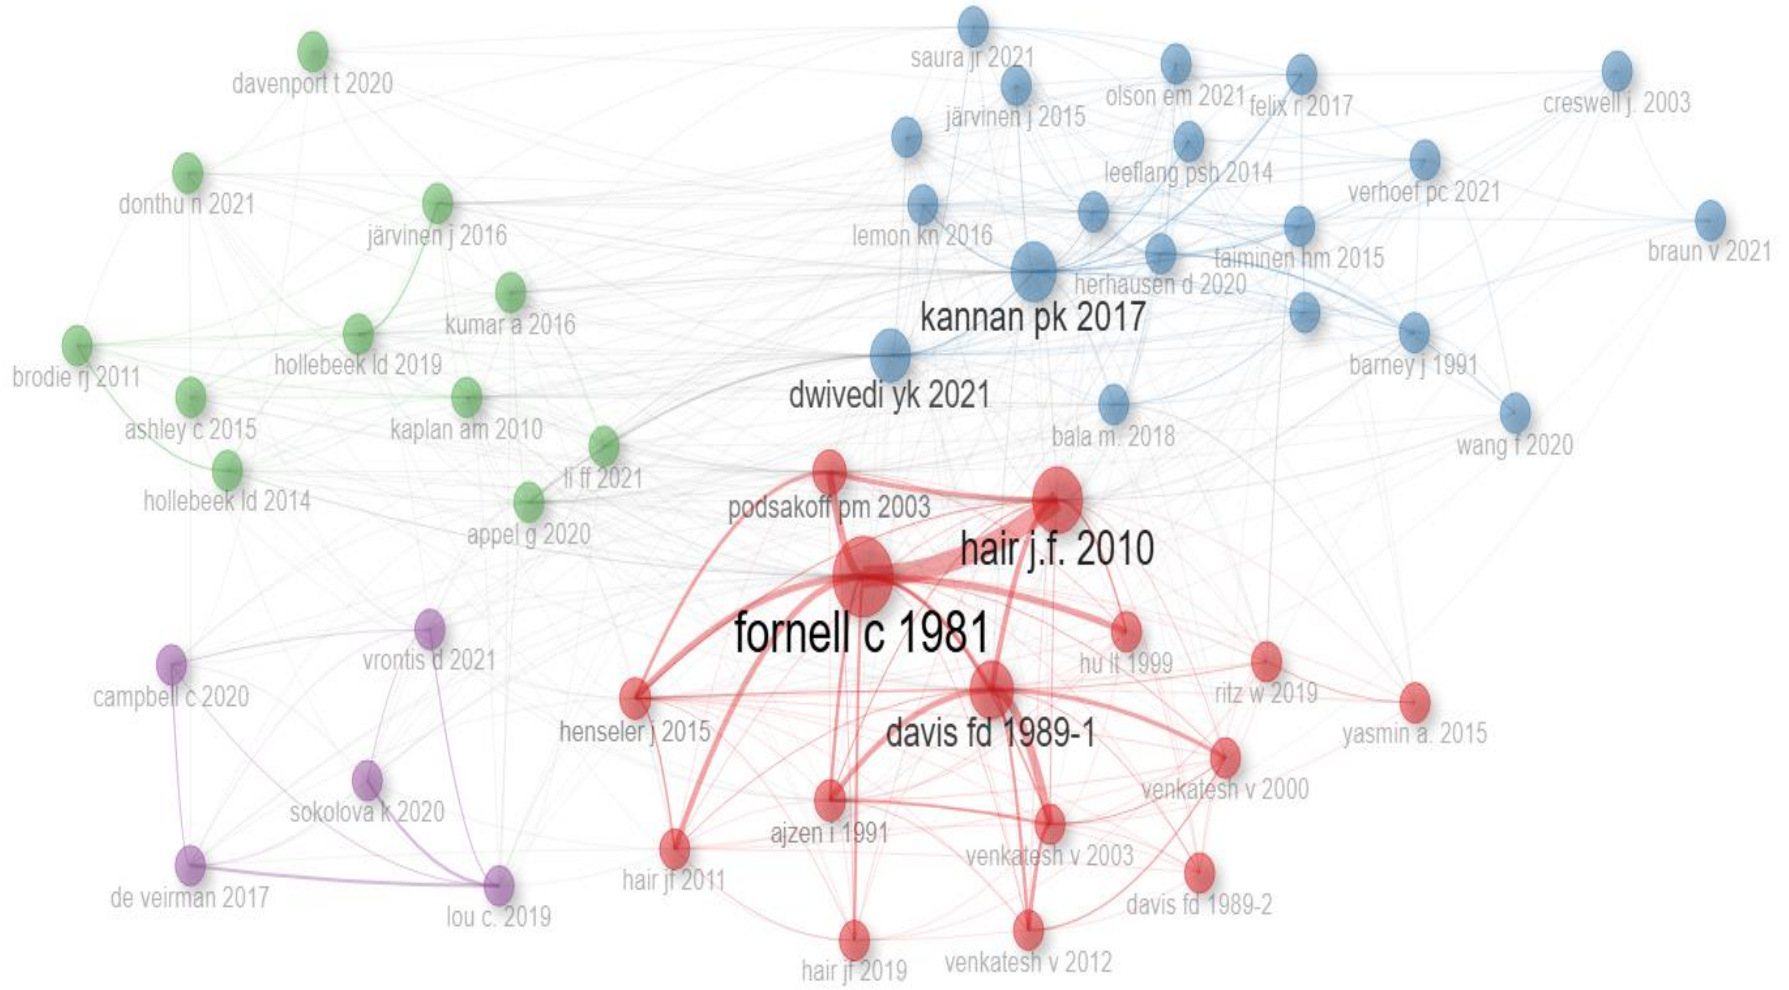 saura jr 2021
davenport t 2020
olson em 2021
felix r 2017
creswell j. 2003
järvinen j 2015
leeflang psh 2014
verhoef pc 2021
donthu n 2021
järvinen j 2016
lemon kn 2016
taiminen hm 2015
braun v 2021
herhausen d 2020
kannan pk 2017
kumar a 2016
hollebeek ld 2019
barney j 1991
brodie rj 2011
dwivedi yk 2021
ashley c 2015
kaplan am 2010
bala m. 2018
wang f 2020
li ff 2021
hollebeek ld 2014
podsakoff pm 2003
appel g 2020
hair j.f. 2010
fornell c 1981
vrontis d 2021
hu lt 1999
campbell c 2020
ritz w 2019
henseler j 2015
davis fd 1989-1
yasmin a. 2015
venkatesh v 2000
sokolova k 2020
ajzen i 1991
venkatesh v 2003
hair jf 2011
de veirman 2017
davis fd 1989-2
lou c. 2019
venkatesh v 2012
hair jf 2019